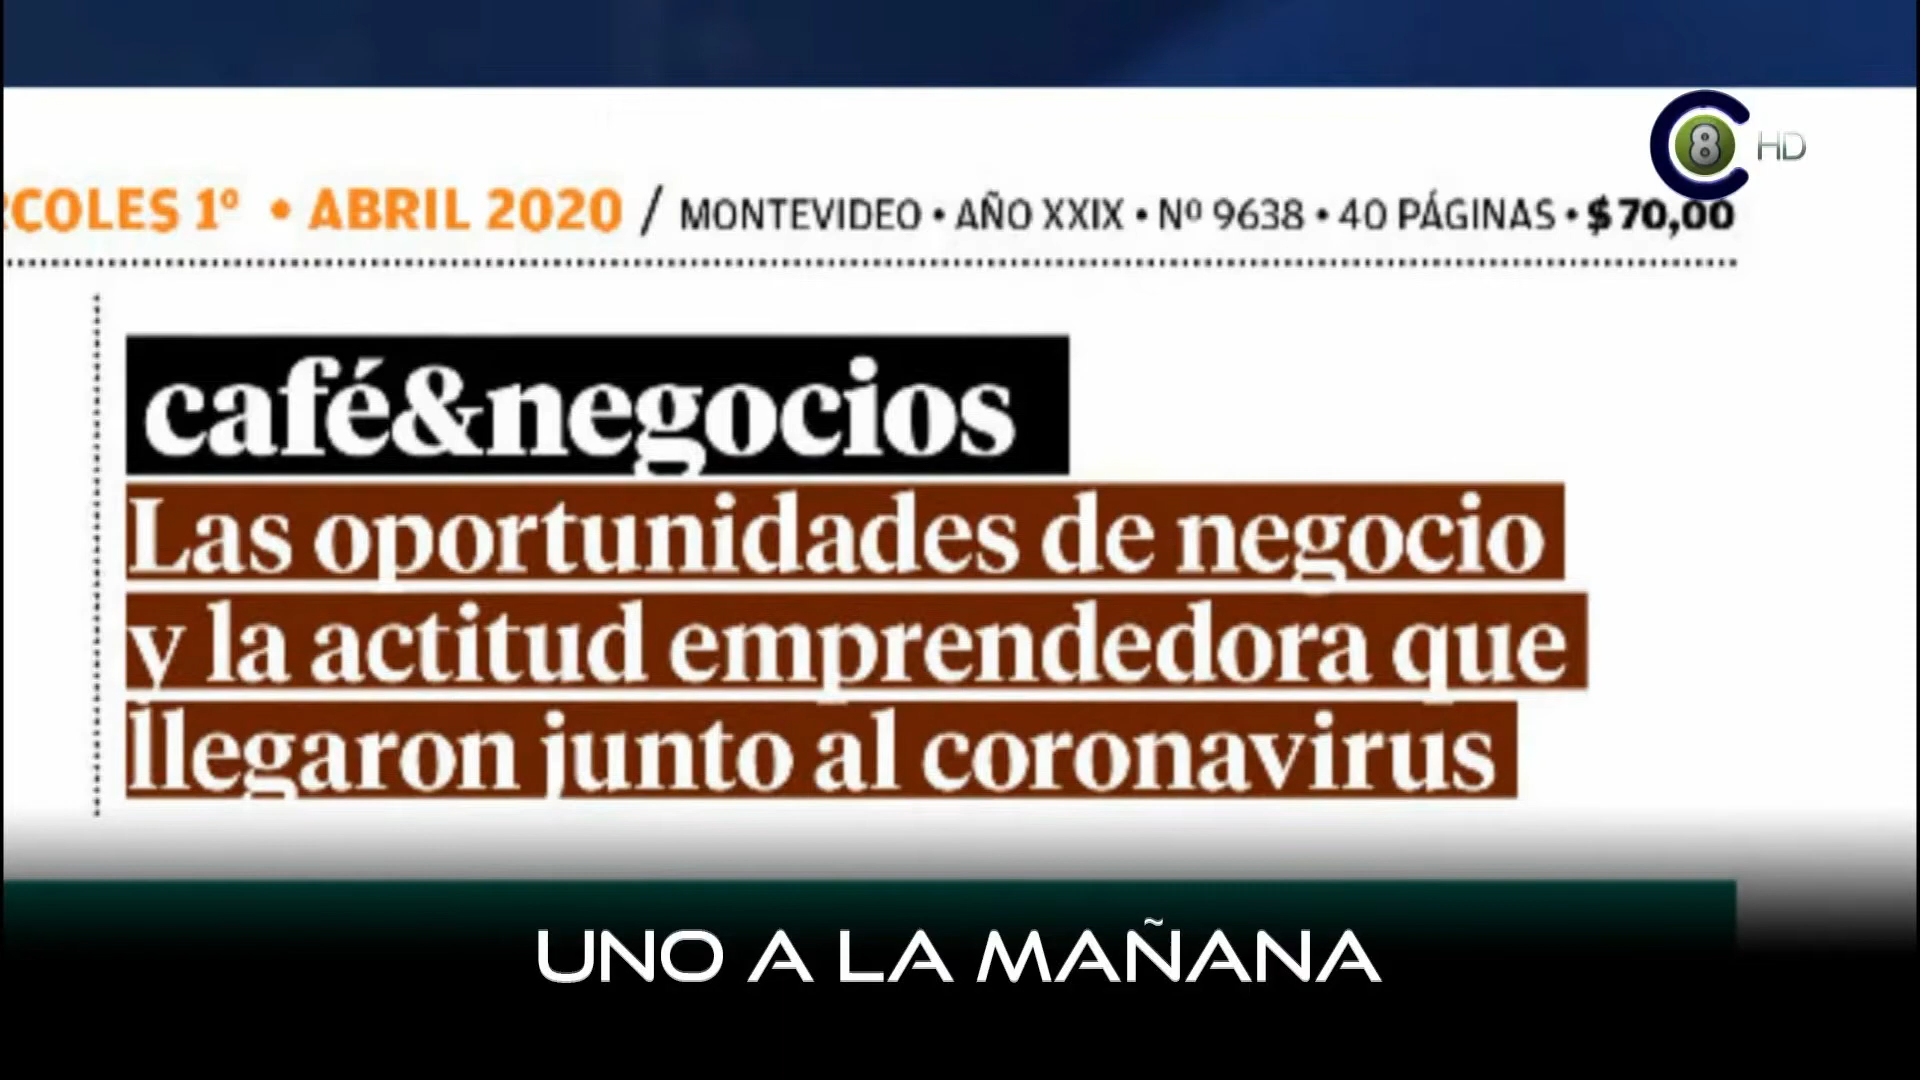 RCOLES 1º • ABRIL 2020 / MONTEVIDEO • AÑO XXIX • Nº 9638 • 40 PÁGINAS • $70,00
C8 HD
café&negocios
Las oportunidades de negocio
y la actitud emprendedora que
llegaron junto al coronavirus
UNO A LA MAÑANA